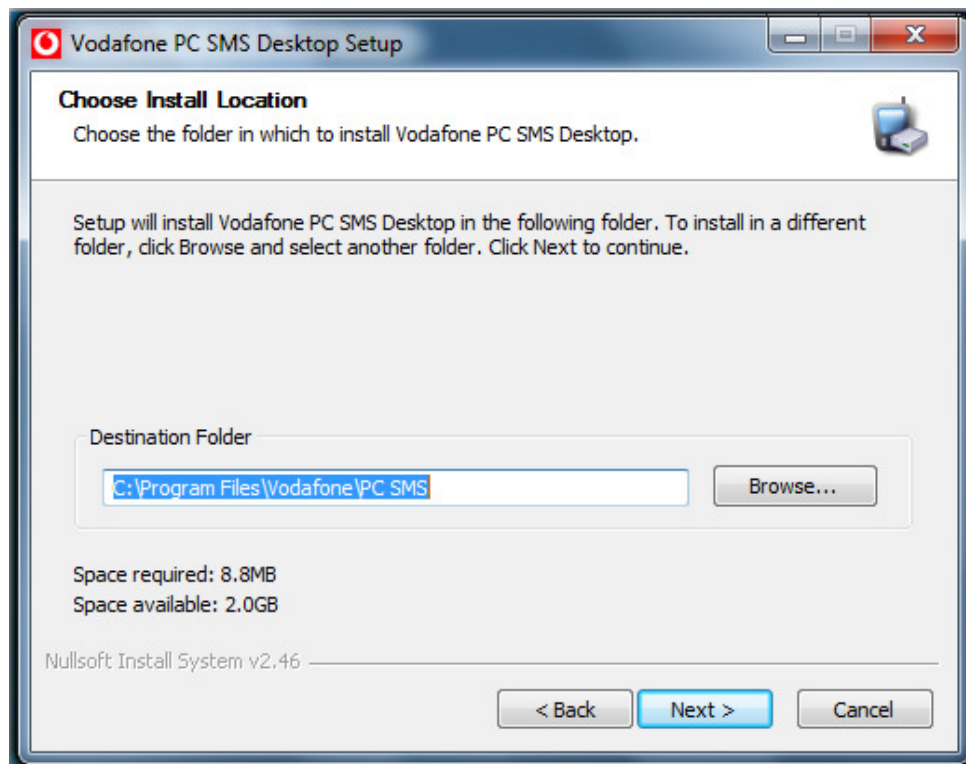 Vodafone PC SMS Desktop Setup
Choose Install Location
Choose the folder in which to install Vodafone PC SMS Desktop.
Setup will install Vodafone PC SMS Desktop in the following folder. To install in a different
folder, click Browse and select another folder. Click Next to continue.
Destination Folder
C:\Program Files\Vodafone\PC SMS
Browse...
Space required: 8.8MB
Space available: 2.0GB
Nullsoft Install System v2.46
< Back
Next >
Cancel